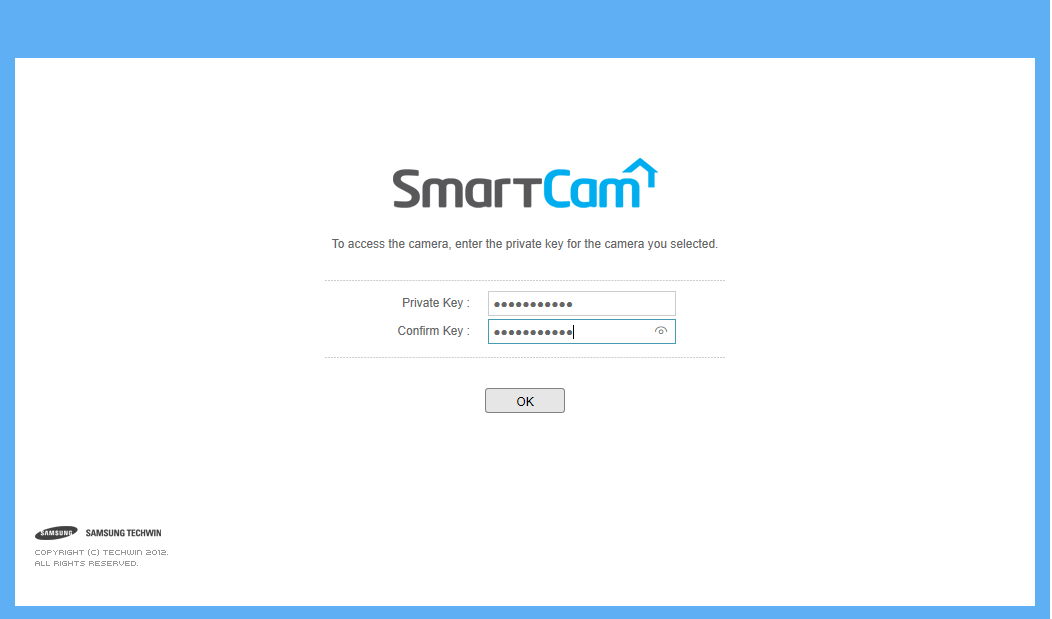 SmarTCam
To access the camera, enter the private key for the camera you selected.
Private Key : ●●●●●●●●●●●
Confirm Key : ●●●●●●●●●●●
OK
SAMSUNG SAMSUNG TECHWIN
COPYRIGHT (C) TECHWIN 2012.
ALL RIGHTS RESERVED.